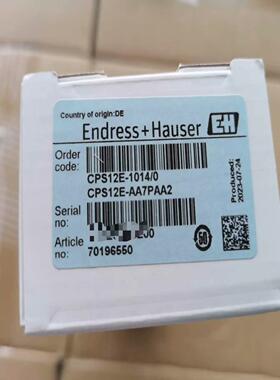 Country of origin:DE
Endress+Hauser EH
Order code:
CPS12E-1014/0
CPS12E-AA7PAA2
Serial no:
Article no
70196550
Produced:
2023-07-24